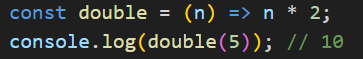 const double = (n) => n * 2;
console.log(double(5)); // 10